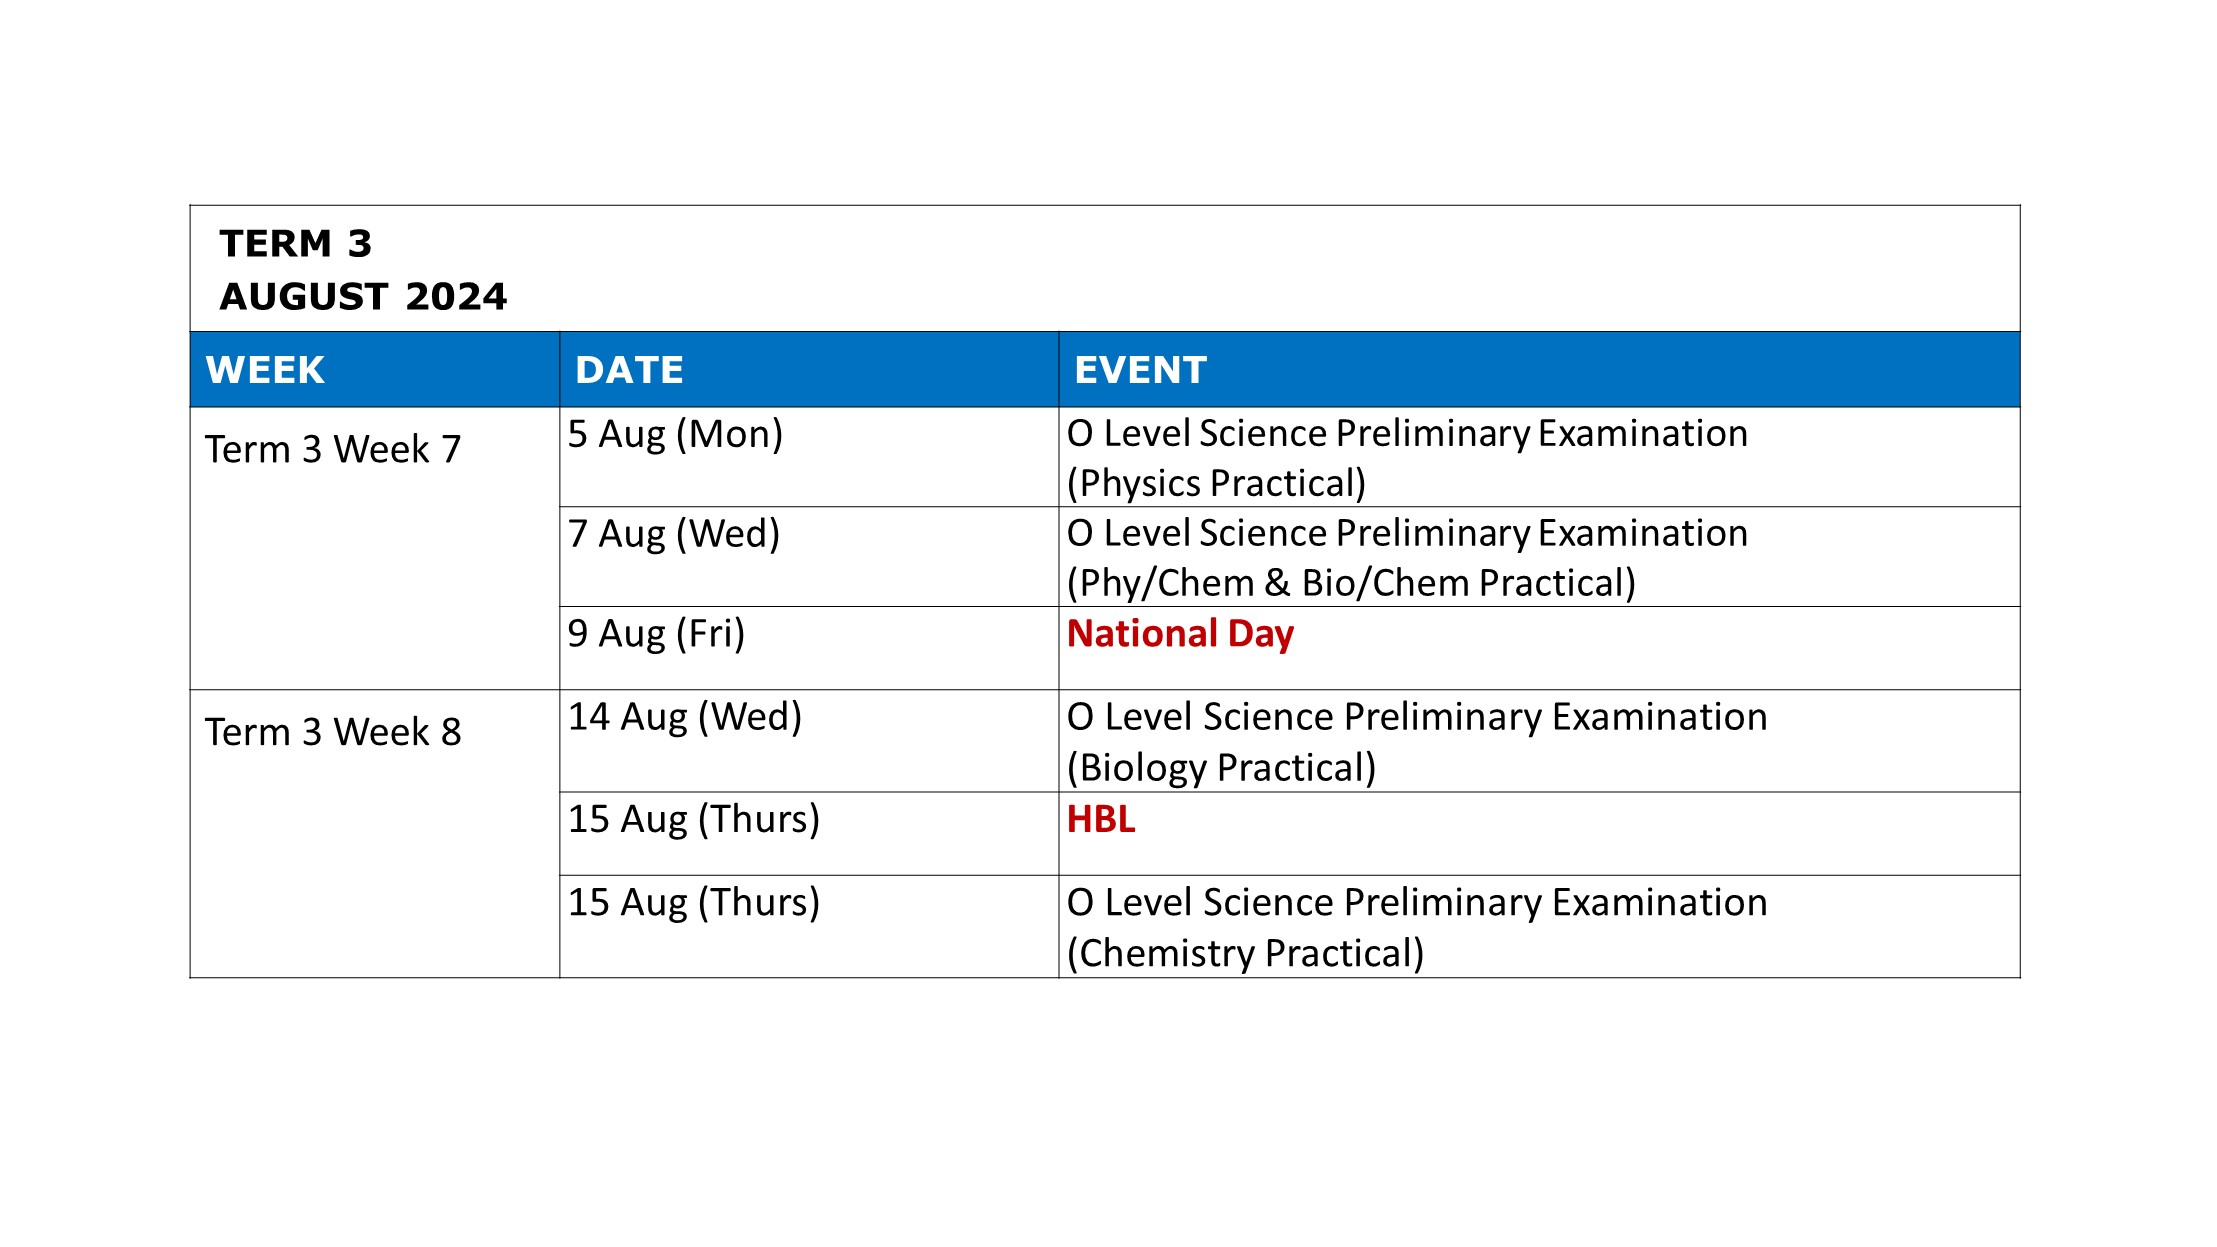 TERM 3
AUGUST 2024
WEEK DATE EVENT
Term 3 Week 7 5 Aug (Mon) O Level Science Preliminary Examination
(Physics Practical)
7 Aug (Wed) O Level Science Preliminary Examination
(Phy/Chem & Bio/Chem Practical)
9 Aug (Fri) National Day
Term 3 Week 8 14 Aug (Wed) O Level Science Preliminary Examination
(Biology Practical)
15 Aug (Thurs) HBL
15 Aug (Thurs) O Level Science Preliminary Examination
(Chemistry Practical)